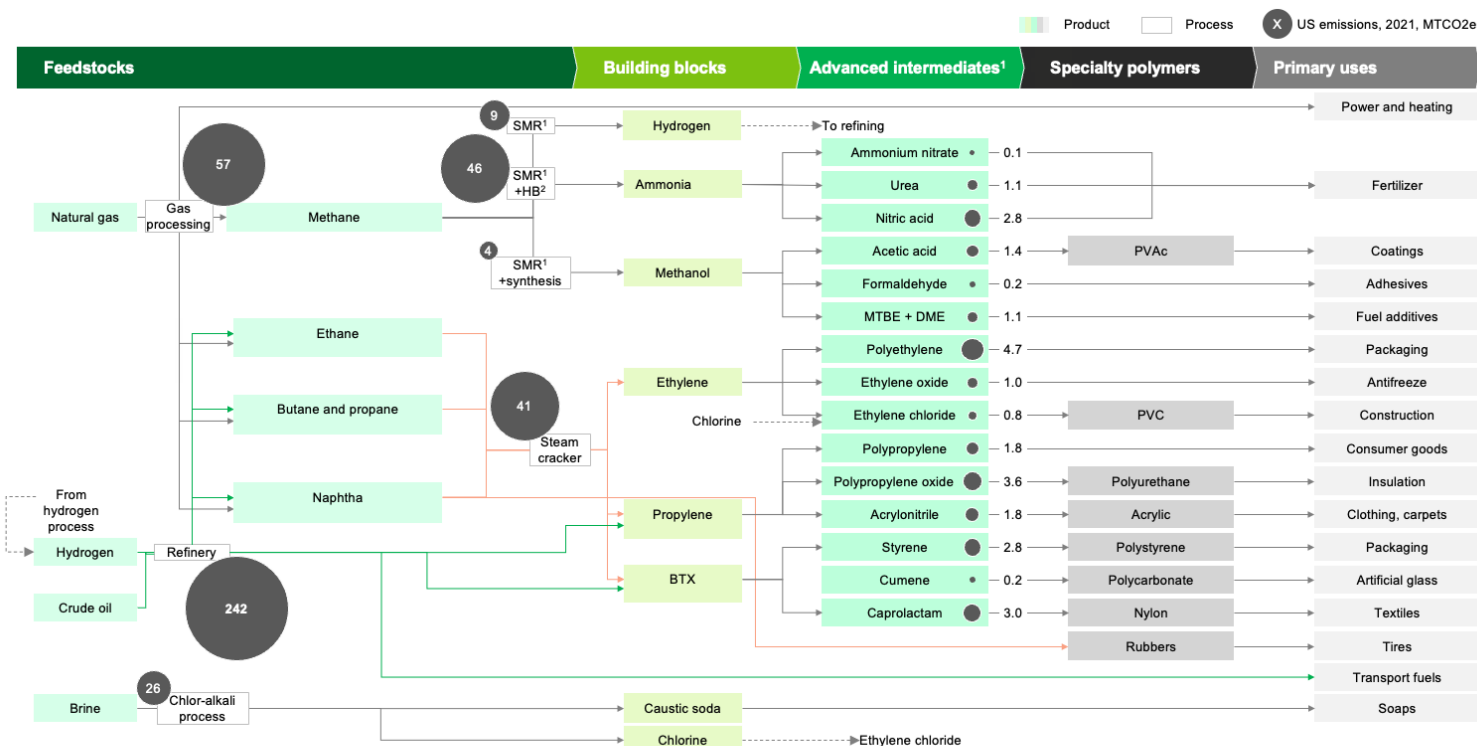 Product
Process
X US emissions, 2021, MTCO2e
Feedstocks
Building blocks
Advanced intermediates¹
Specialty polymers
Primary uses
Power and heating
9
SMR¹
Hydrogen
To refining
57
46
SMR¹
+HB²
Ammonia
Ammonium nitrate
0.1
Urea
1.1
Fertilizer
Natural gas
Gas
processing
Methane
Nitric acid
2.8
4
SMR¹
+synthesis
Methanol
Acetic acid
1.4
PVAc
Coatings
Formaldehyde
0.2
Adhesives
MTBE + DME
1.1
Fuel additives
Ethane
Polyethylene
4.7
Packaging
Butane and propane
41
Steam
cracker
Ethylene
Ethylene oxide
1.0
Antifreeze
Chlorine
Ethylene chloride
0.8
PVC
Construction
Polypropylene
1.8
Consumer goods
Naphtha
Propylene
Polypropylene oxide
3.6
Polyurethane
Insulation
Acrylonitrile
1.8
Acrylic
Clothing, carpets
From
hydrogen
process
Hydrogen
Refinery
Crude oil
242
BTX
Styrene
2.8
Polystyrene
Packaging
Cumene
0.2
Polycarbonate
Artificial glass
Caprolactam
3.0
Nylon
Textiles
Rubbers
Tires
Transport fuels
Brine
26
Chlor-alkali
process
Caustic soda
Soaps
Chlorine
Ethylene chloride